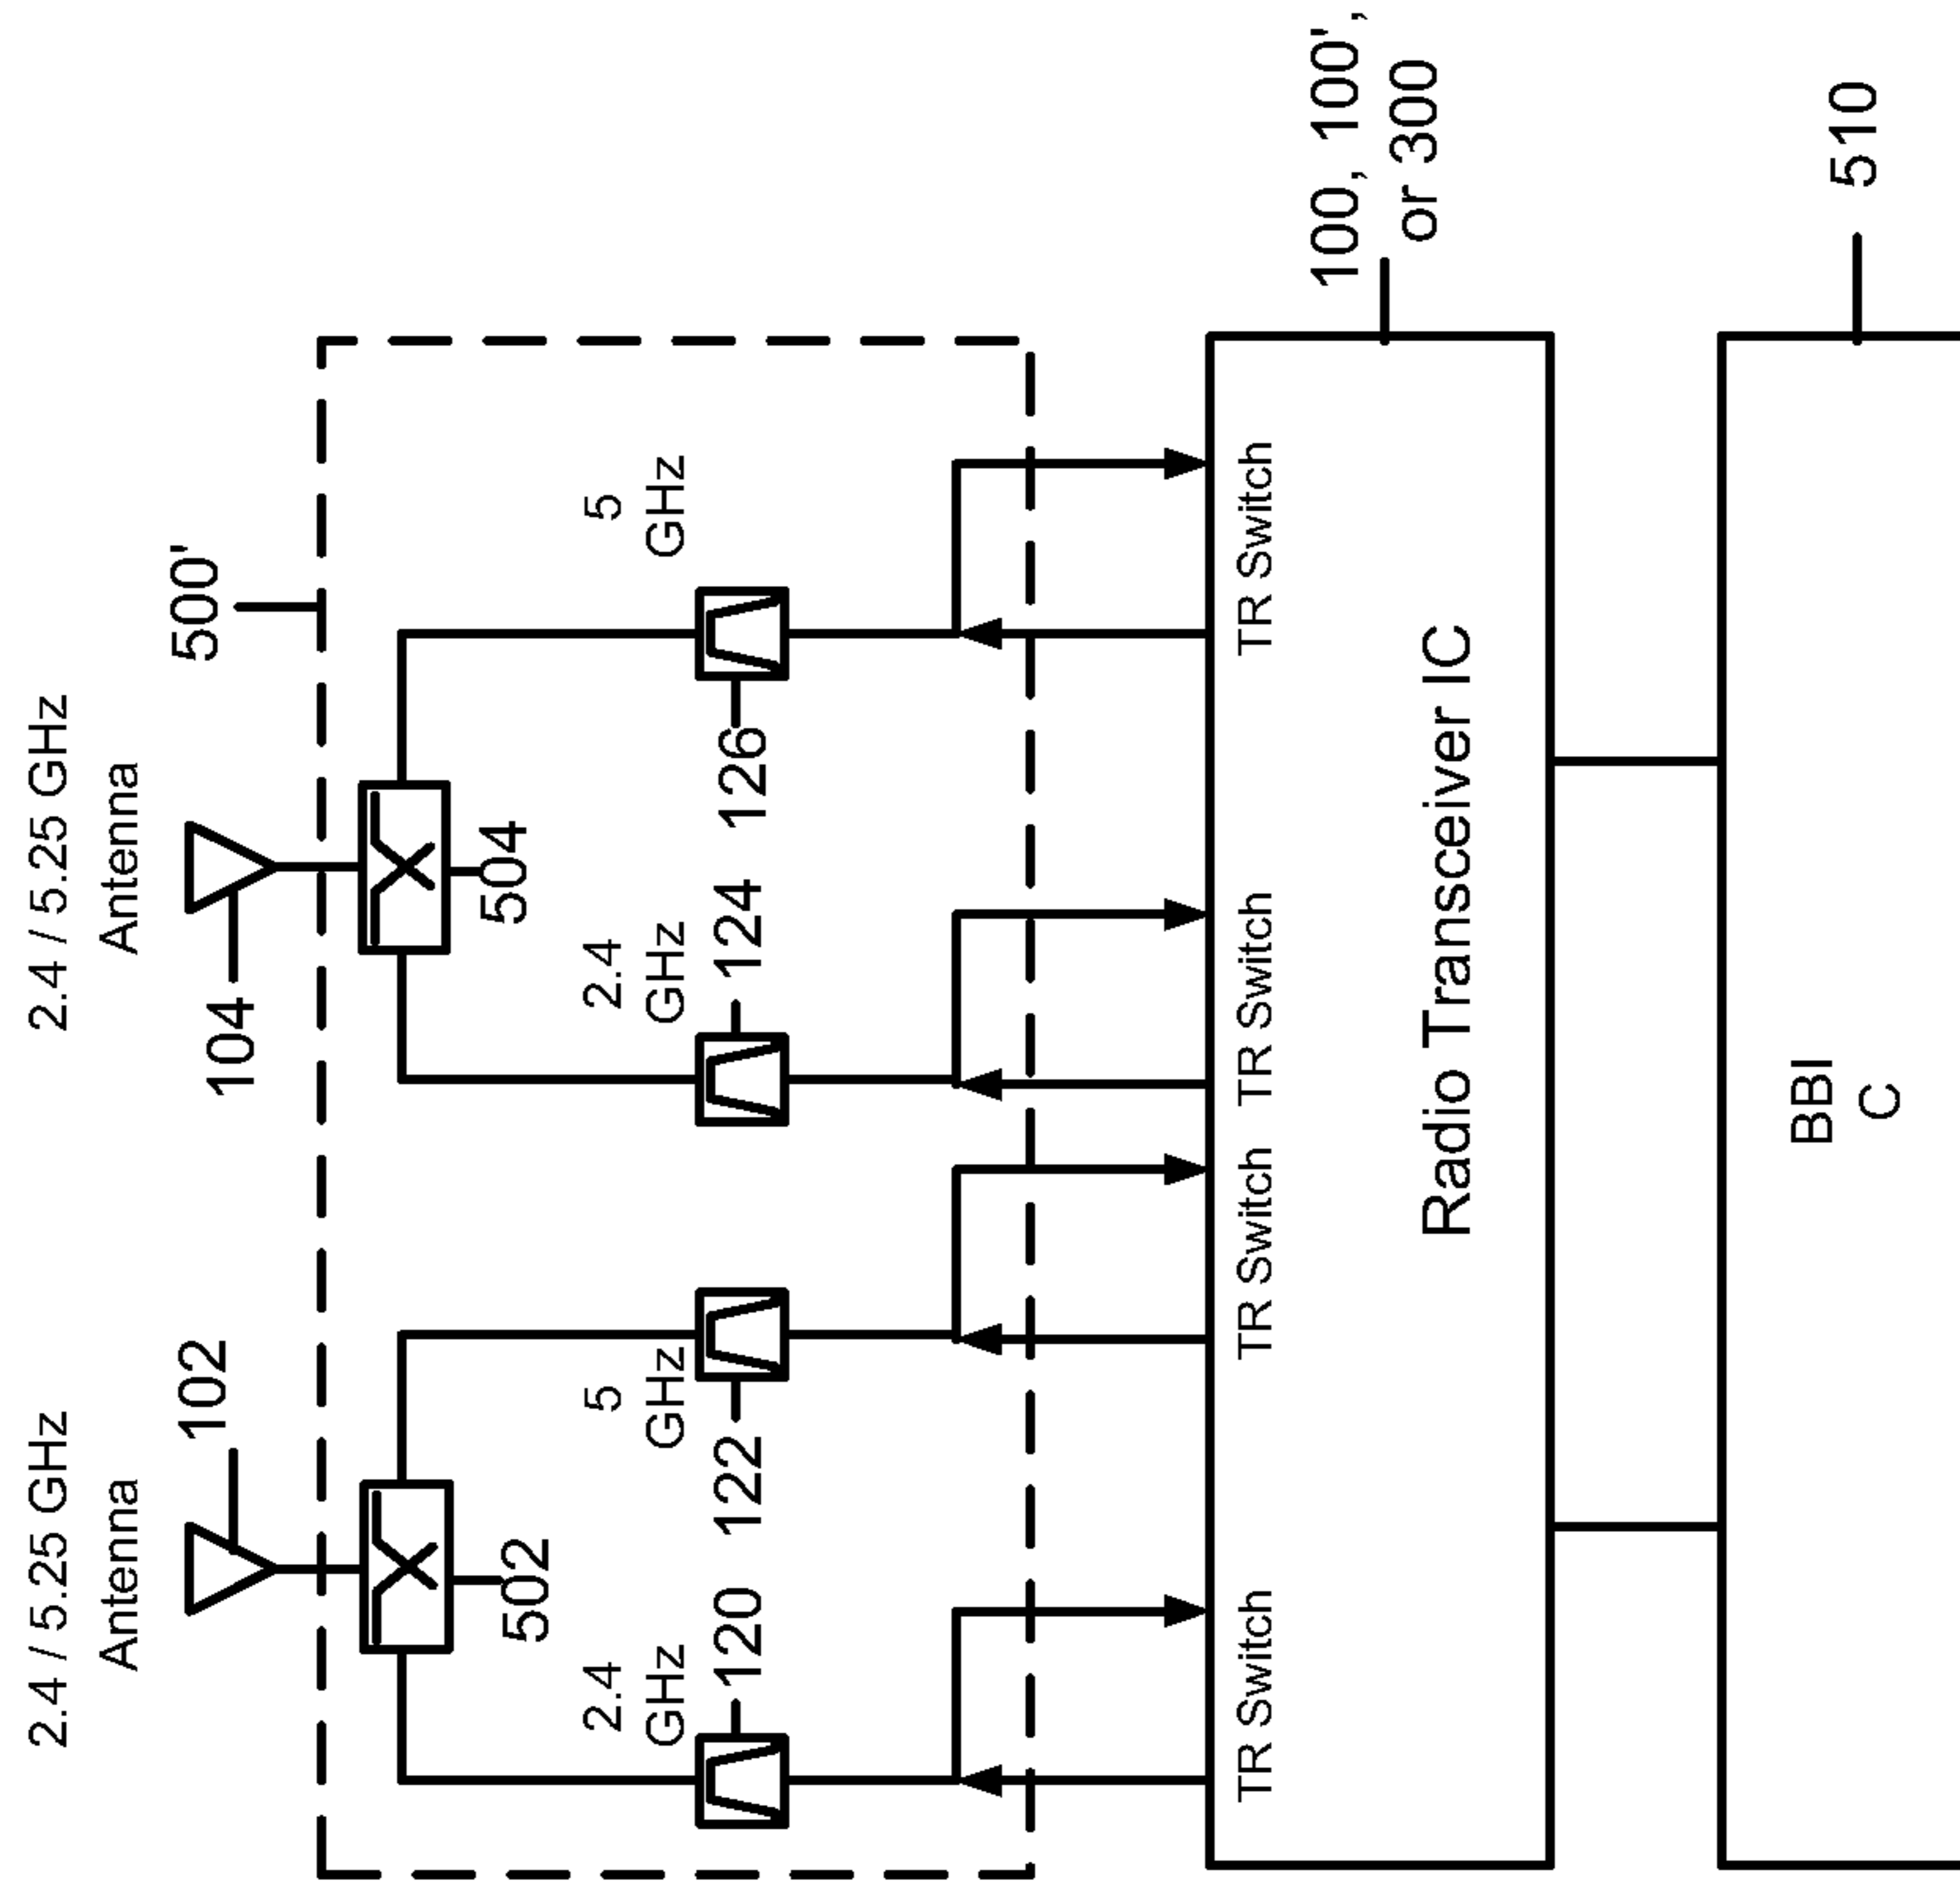 2.4 / 5.25 GHz
Antenna
2.4 / 5.25 GHz
Antenna
102
104
500'
502
504
2.4
GHz
5
GHz
2.4
GHz
5
GHz
120
122
124
126
TR Switch
TR Switch
TR Switch
TR Switch
Radio Transceiver IC
100, 100',
or 300
BBI
C
510